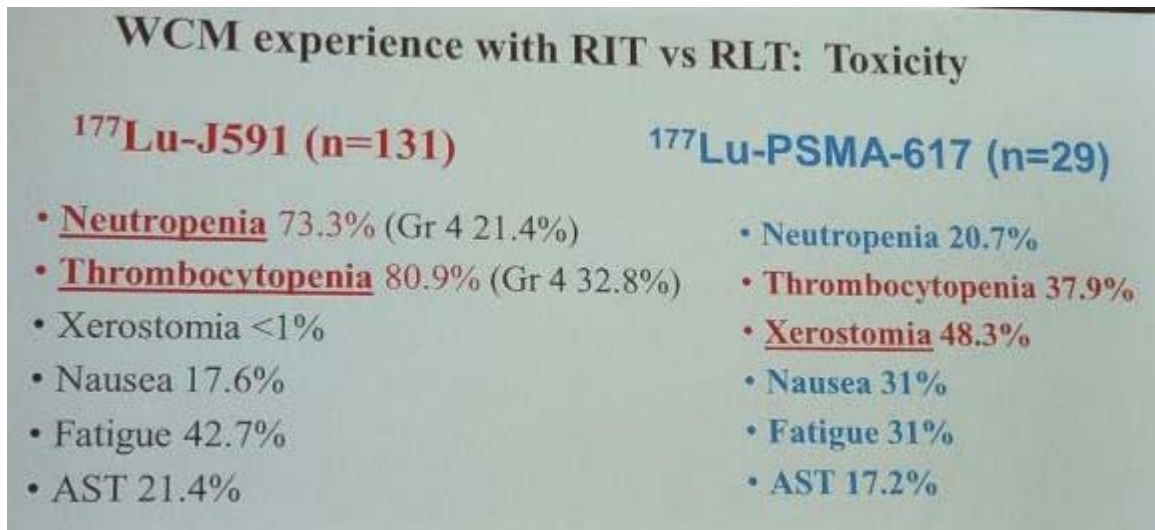 WCM experience with RIT vs RLT: Toxicity
¹⁷⁷Lu-J591 (n=131)
• Neutropenia 73.3% (Gr 4 21.4%)
• Thrombocytopenia 80.9% (Gr 4 32.8%)
• Xerostomia <1%
• Nausea 17.6%
• Fatigue 42.7%
• AST 21.4%
¹⁷⁷Lu-PSMA-617 (n=29)
• Neutropenia 20.7%
• Thrombocytopenia 37.9%
• Xerostomia 48.3%
• Nausea 31%
• Fatigue 31%
• AST 17.2%